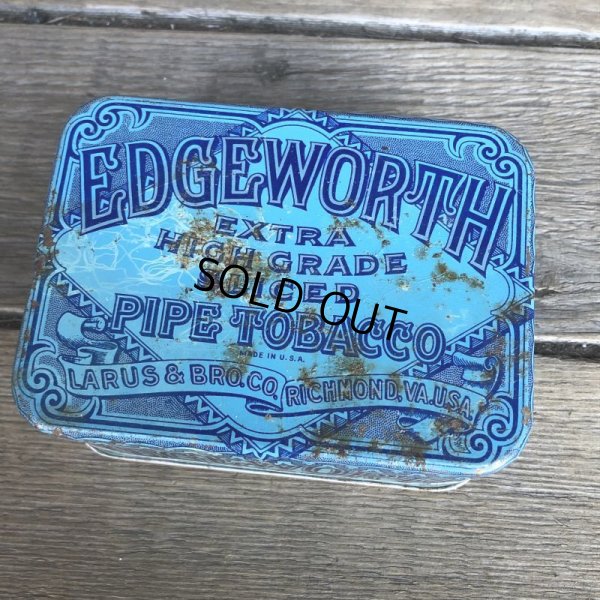 EDGEWORTH
EXTRA
HIGH GRADE
SOLD OUT
PIPE TOBACCO
MADE IN U.S.A.
LARUS & BRO. CO. RICHMOND, VA. U.S.A.